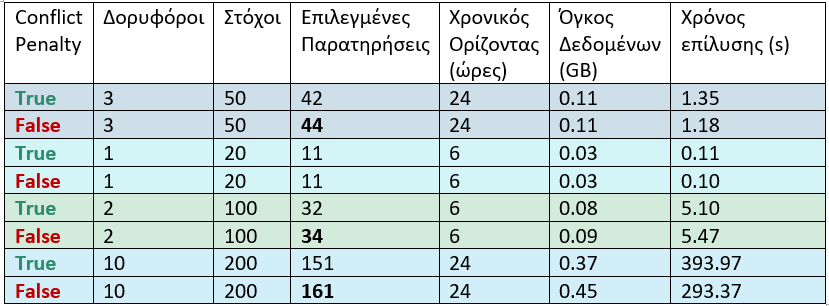 Conflict Penalty Δορυφόροι Στόχοι Επιλεγμένες Παρατηρήσεις Χρονικός Ορίζοντας (ώρες) Όγκος Δεδομένων (GB) Χρόνος επίλυσης (s)
True 3 50 42 24 0.11 1.35
False 3 50 44 24 0.11 1.18
True 1 20 11 6 0.03 0.11
False 1 20 11 6 0.03 0.10
True 2 100 32 6 0.08 5.10
False 2 100 34 6 0.09 5.47
True 10 200 151 24 0.37 393.97
False 10 200 161 24 0.45 293.37